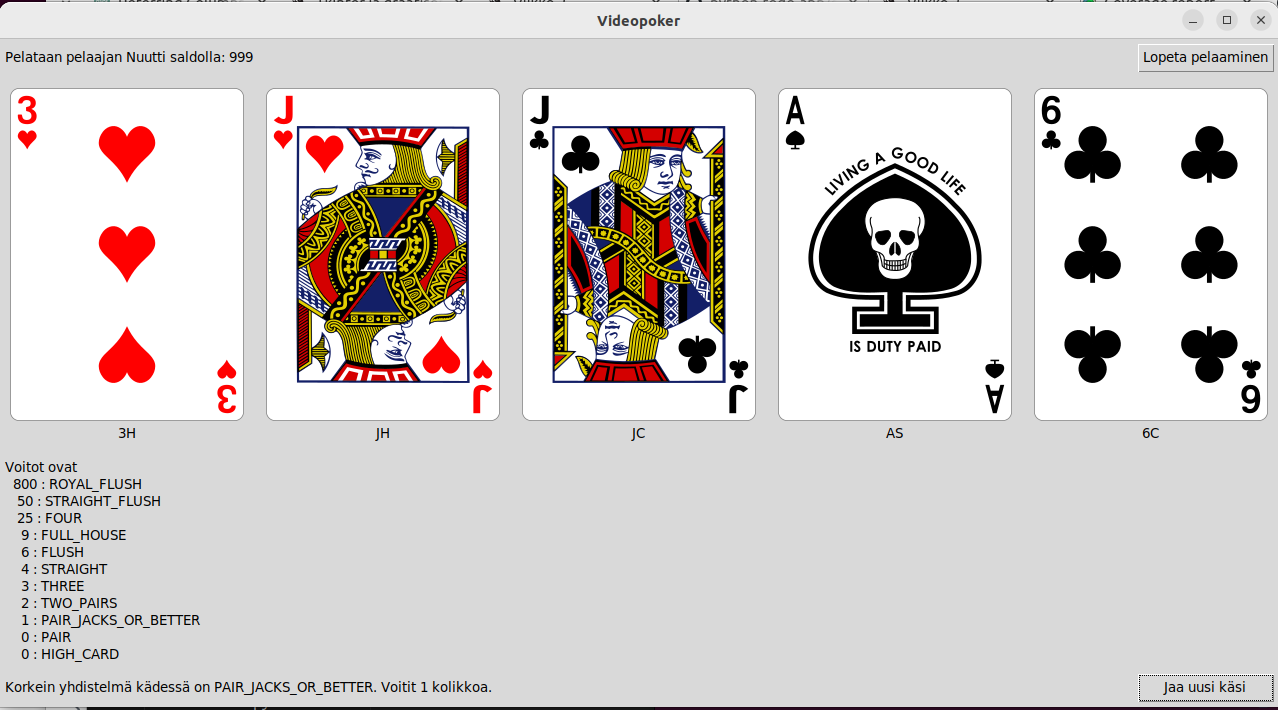 Videopoker
Pelataan pelaajan Nuutti saldolla: 999
Lopeta pelaaminen
3
3
J
J
J
J
A
LIVING A GOOD LIFE
IS DUTY PAID
A
6
6
3H
JH
JC
AS
6C
Voitot ovat
800 : ROYAL_FLUSH
50 : STRAIGHT_FLUSH
25 : FOUR
9 : FULL_HOUSE
6 : FLUSH
4 : STRAIGHT
3 : THREE
2 : TWO_PAIRS
1 : PAIR_JACKS_OR_BETTER
0 : PAIR
0 : HIGH_CARD
Korkein yhdistelmä kädessä on PAIR_JACKS_OR_BETTER. Voitit 1 kolikkoa.
Jaa uusi käsi